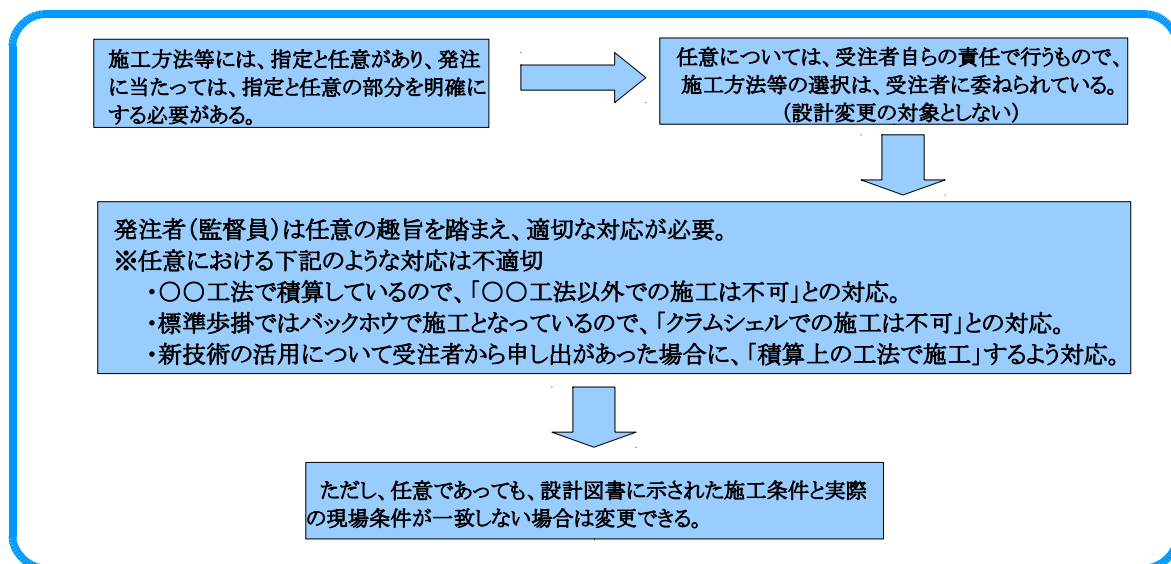 施工方法等には、指定と任意があり、発注
に当たっては、指定と任意の部分を明確に
する必要がある。
任意については、受注者自らの責任で行うもので、
施工方法等の選択は、受注者に委ねられている。
(設計変更の対象としない)
発注者(監督員)は任意の趣旨を踏まえ、適切な対応が必要。
※任意における下記のような対応は不適切
・〇〇工法で積算しているので、「〇〇工法以外での施工は不可」との対応。
・標準歩掛ではバックホウで施工となっているので、「クラムシェルでの施工は不可」との対応。
・新技術の活用について受注者から申し出があった場合に、「積算上の工法で施工」するよう対応。
ただし、任意であっても、設計図書に示された施工条件と実際
の現場条件が一致しない場合は変更できる。